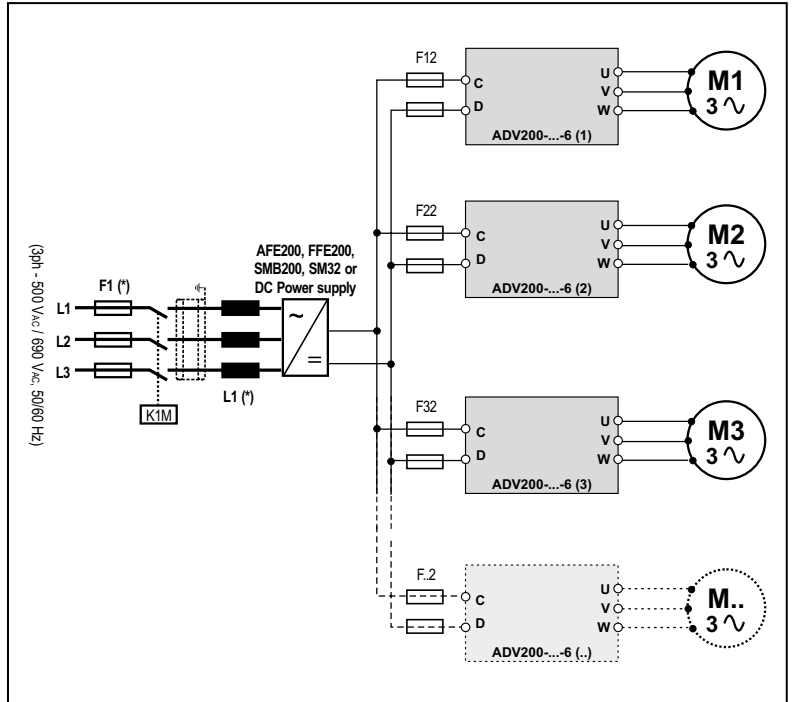 (3ph - 500 VAC / 690 VAC, 50/60 Hz)
L1
L2
L3
F1 (*)
K1M
L1 (*)
AFE200, FFE200,
SMB200, SM32 or
DC Power supply
~
=
F12
C
D
U
V
W
ADV200-...-6 (1)
M1
3 ∿
F22
C
D
U
V
W
ADV200-...-6 (2)
M2
3 ∿
F32
C
D
U
V
W
ADV200-...-6 (3)
M3
3 ∿
F..2
C
D
U
V
W
ADV200-...-6 (..)
M..
3 ∿